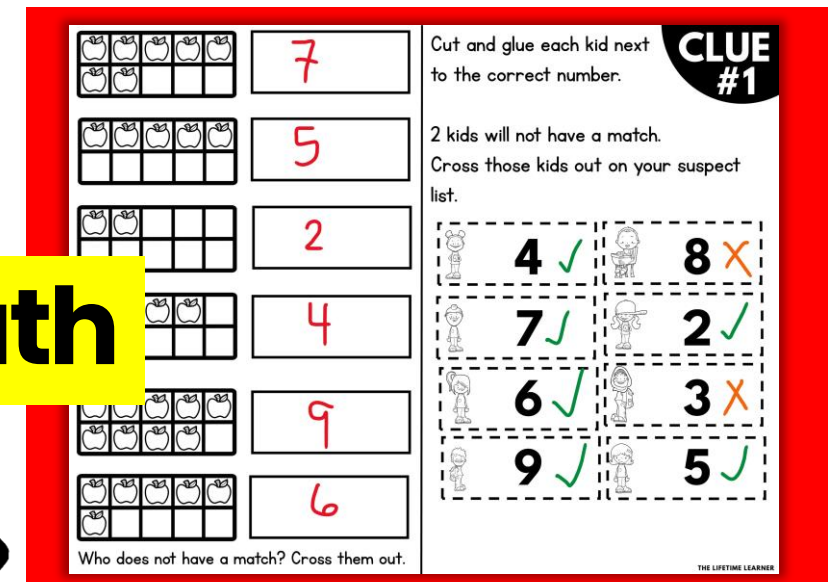 7
5
2
4
9
6
Who does not have a match? Cross them out.
CLUE
#1
Cut and glue each kid next
to the correct number.
2 kids will not have a match.
Cross those kids out on your suspect
list.
4 ✓ 8 X
7 ✓ 2 ✓
6 ✓ 3 X
9 ✓ 5 ✓
THE LIFETIME LEARNER